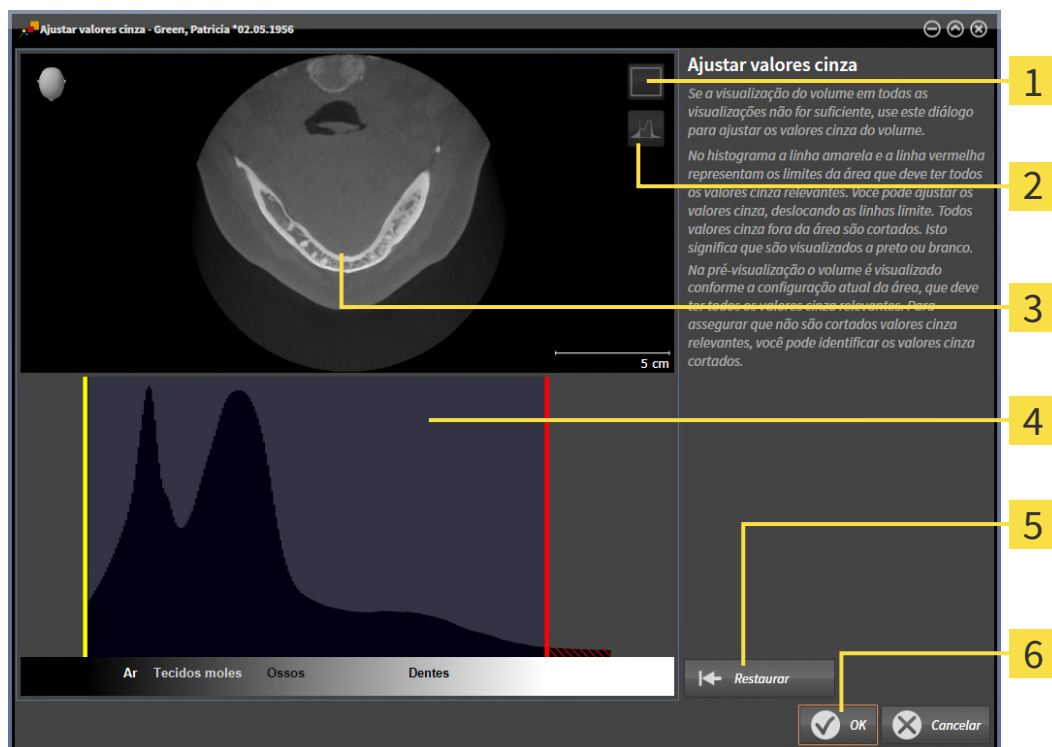 Ajustar valores cinza - Green, Patricia *02.05.1956
Ajustar valores cinza
Se a visualização do volume em todas as
visualizações não for suficiente, use este diálogo
para ajustar os valores cinza do volume.
No histograma a linha amarela e a linha vermelha
representam os limites da área que deve ter todos
os valores cinza relevantes. Você pode ajustar os
valores cinza, deslocando as linhas limite. Todos
valores cinza fora da área são cortados. Isto
significa que são visualizados a preto ou branco.
Na pré-visualização o volume é visualizado
conforme a configuração atual da área, que deve
ter todos os valores cinza relevantes. Para
assegurar que não são cortados valores cinza
relevantes, você pode identificar os valores cinza
cortados.
1
2
3
5 cm
4
5
Ar Tecidos moles Ossos Dentes
Restaurar
6
OK Cancelar